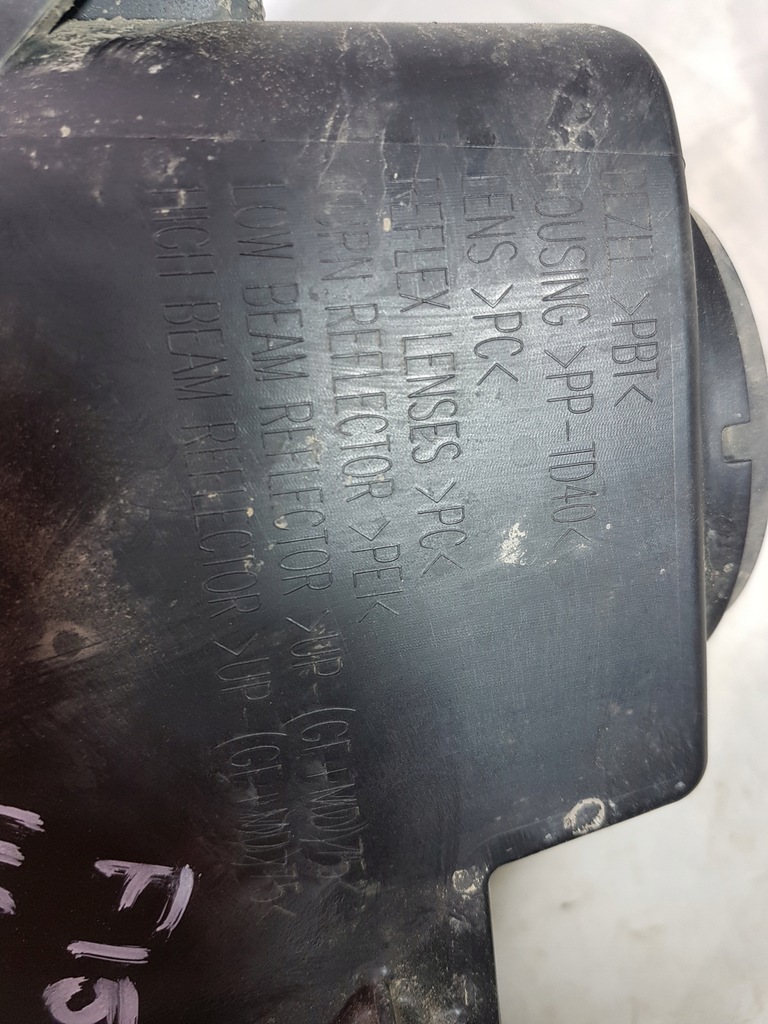 BEZEL >PBT<
HOUSING >PP-TD40<
LENS >PC<
REFLEX LENSES >PC<
TURN REFLECTOR >PEI<
LOW BEAM REFLECTOR >UP-(GF+MD)75<
HIGH BEAM REFLECTOR >UP-(GF+MD)75<
F15